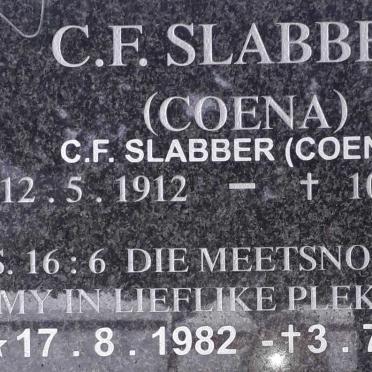 C.F. SLABBE
(COENA)
C.F. SLABBER (COEN
12.5.1912 – † 10
S. 16:6 DIE MEETSNO
MY IN LIEFLIKE PLEK
17.8.1982 - †3.7